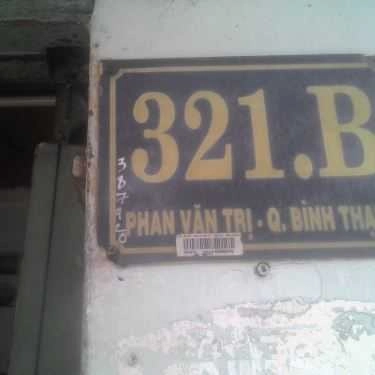 321.B
PHAN VĂN TRỊ - Q. BÌNH THẠ